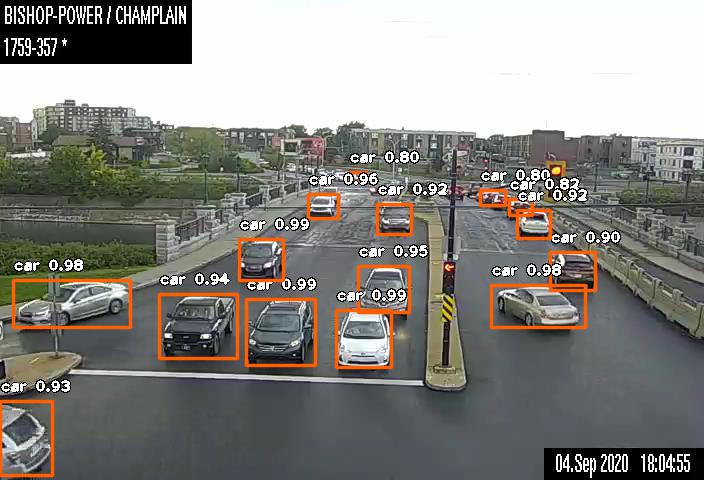 BISHOP-POWER / CHAMPLAIN
1759-357 *
car 0.80
car 0.96
car 0.92
car 0.80
car 0.82
car 0.92
car 0.99
car 0.95
car 0.90
car 0.98
car 0.94
car 0.99
car 0.99
car 0.98
car 0.93
04.Sep 2020 18:04:55